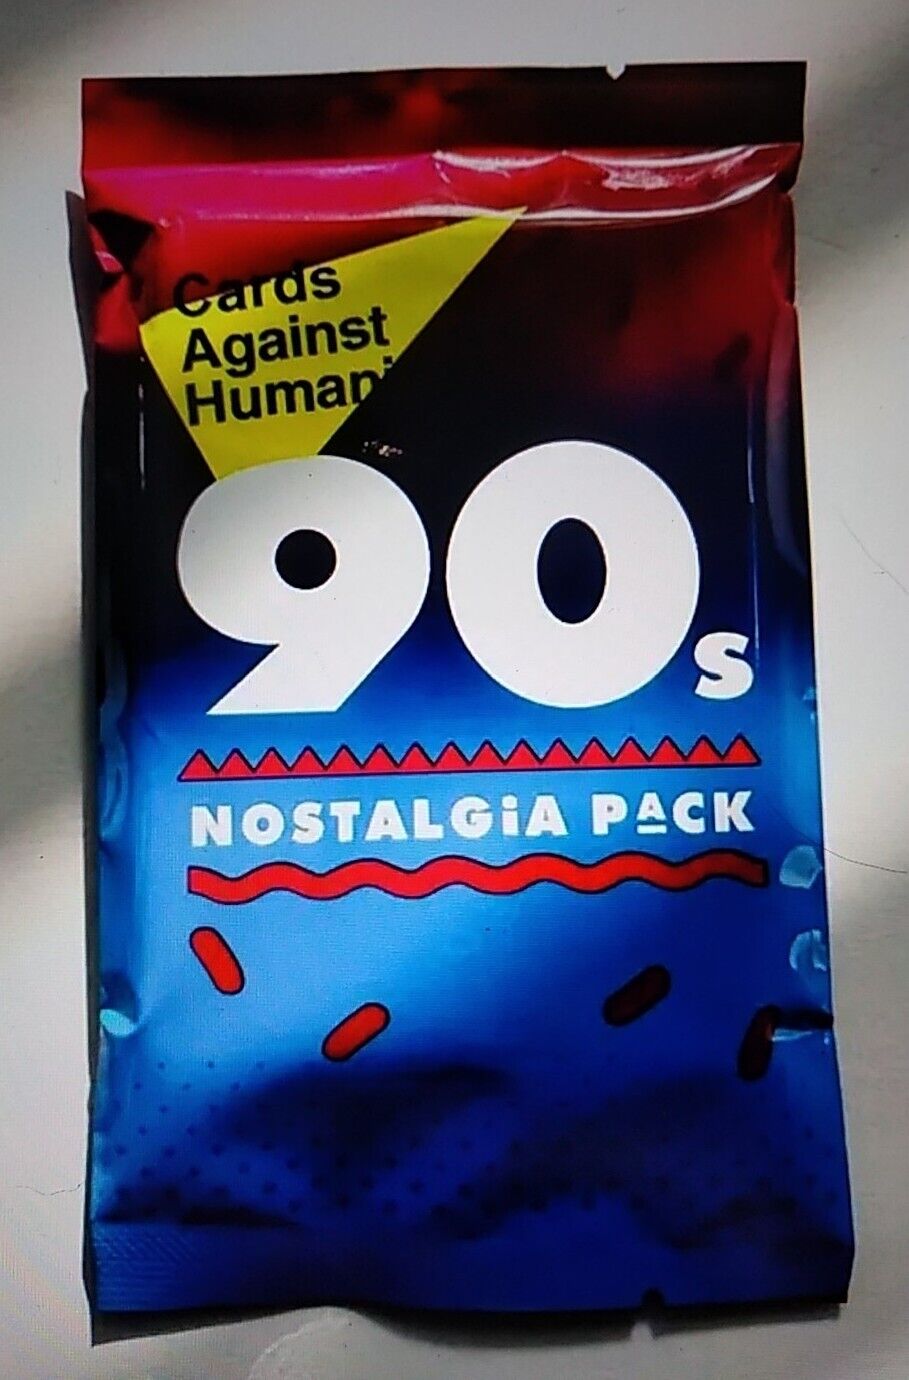 Cards
Against
Humani
90s
NOSTALGiA PACK